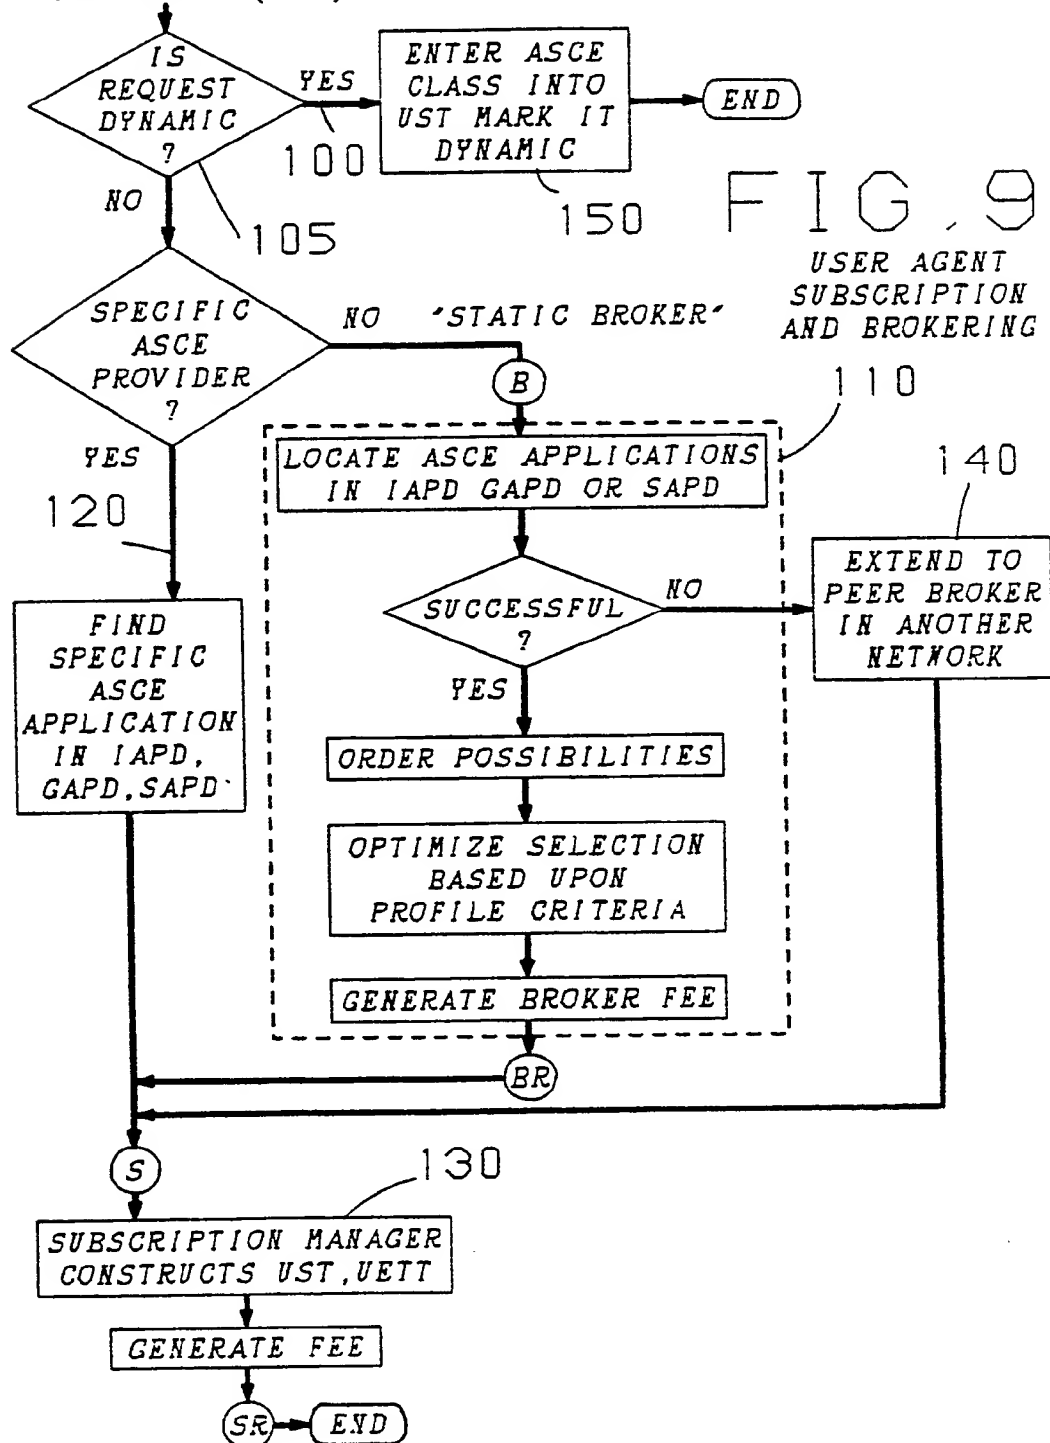 IS
REQUEST
DYNAMIC
?
YES
100
ENTER ASCE
CLASS INTO
UST MARK IT
DYNAMIC
END
NO
105
150
FIG. 9
USER AGENT
SUBSCRIPTION
AND BROKERING
SPECIFIC
ASCE
PROVIDER
?
NO "STATIC BROKER"
B
110
YES
120
LOCATE ASCE APPLICATIONS
IN IAPD GAPD OR SAPD
140
SUCCESSFUL
?
NO
EXTEND TO
PEER BROKER
IN ANOTHER
NETWORK
FIND
SPECIFIC
ASCE
APPLICATION
IN IAPD,
GAPD, SAPD
YES
ORDER POSSIBILITIES
OPTIMIZE SELECTION
BASED UPON
PROFILE CRITERIA
GENERATE BROKER FEE
BR
S
130
SUBSCRIPTION MANAGER
CONSTRUCTS UST, UETT
GENERATE FEE
SR
END